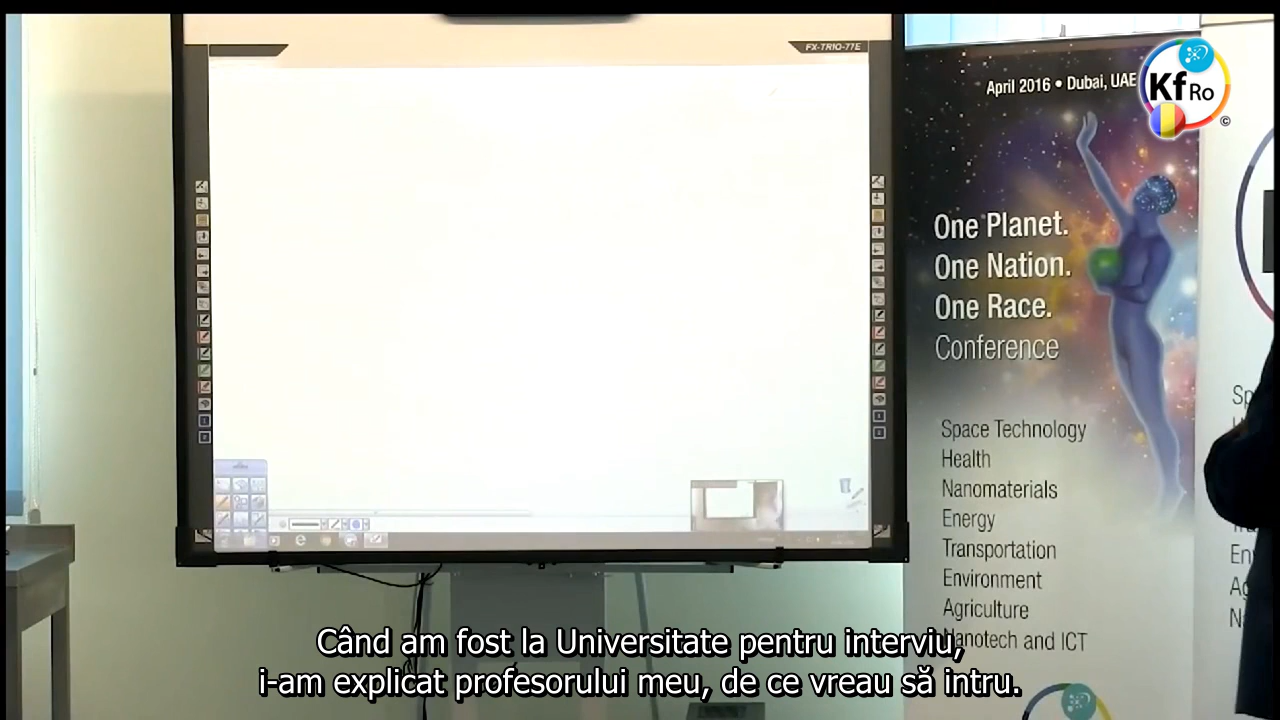 FX-TRIO-77E
April 2016 • Dubai, UAE
Kf Ro
©
One Planet.
One Nation.
One Race.
Conference
Space Technology
Health
Nanomaterials
Energy
Transportation
Environment
Agriculture
Nanotech and ICT
Când am fost la Universitate pentru interviu,
i-am explicat profesorului meu, de ce vreau să intru.